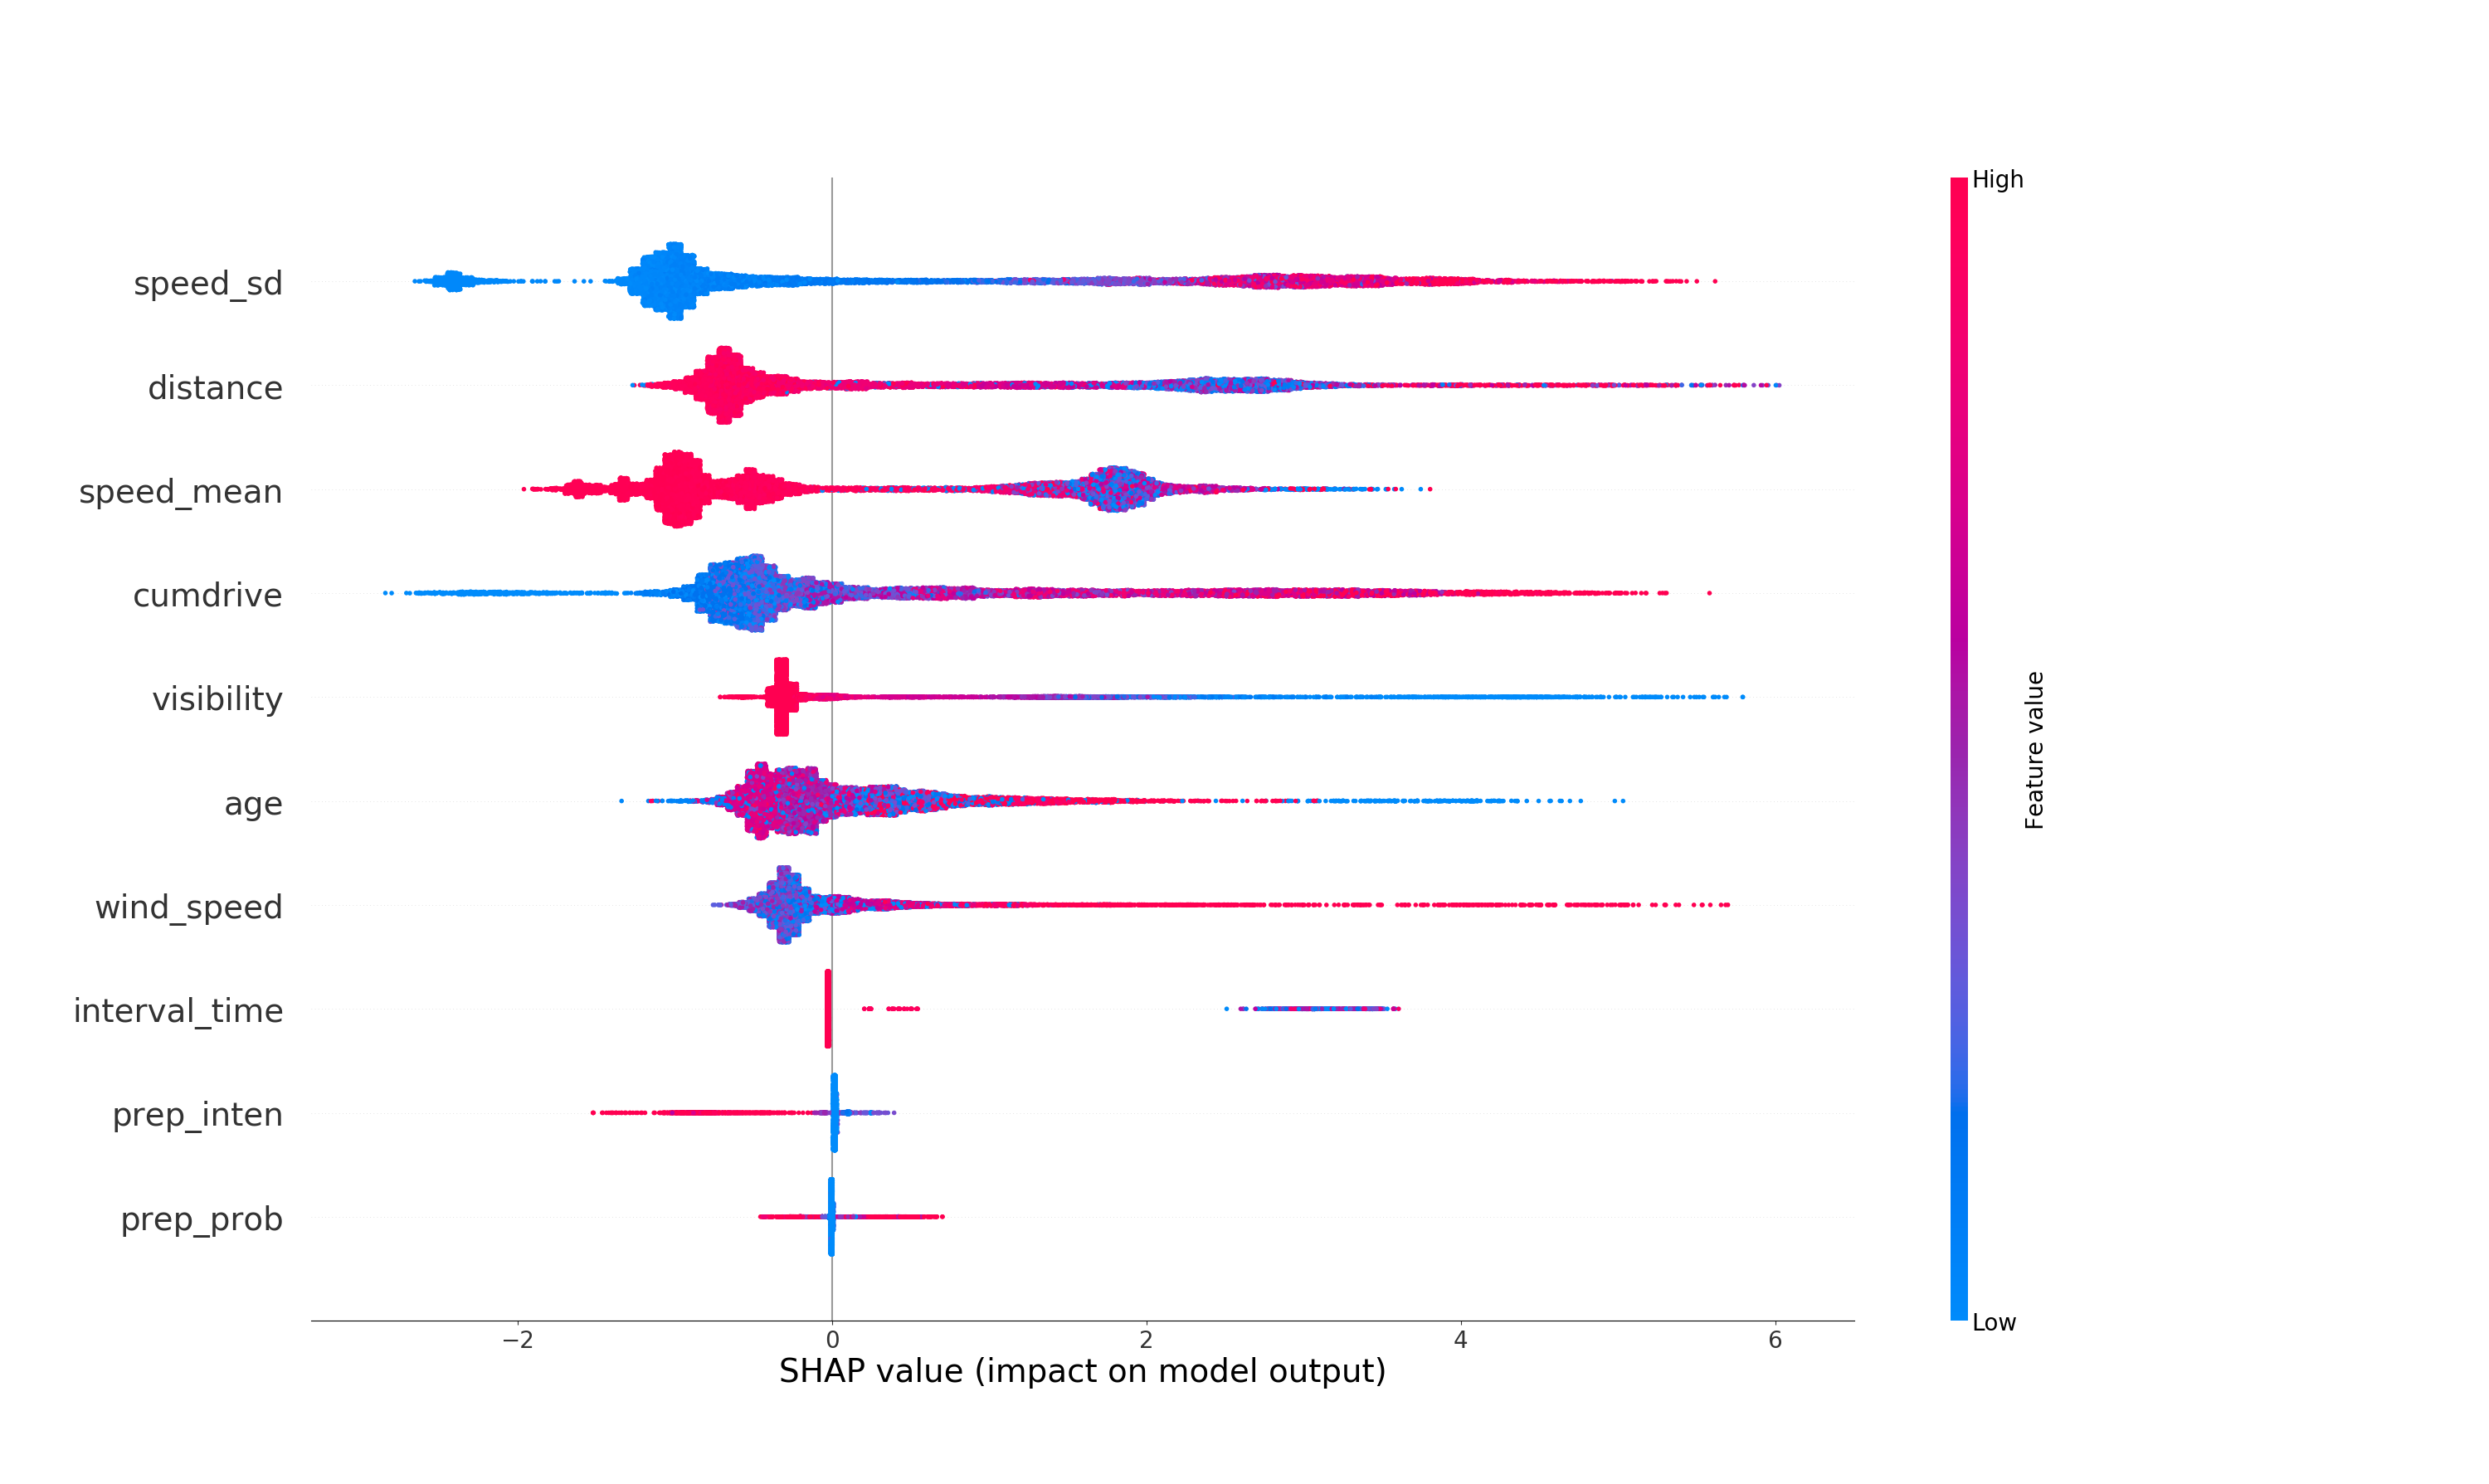 High
speed_sd
distance
speed_mean
cumdrive
visibility
age
wind_speed
interval_time
prep_inten
prep_prob
Feature value
Low
−2 0 2 4 6
SHAP value (impact on model output)